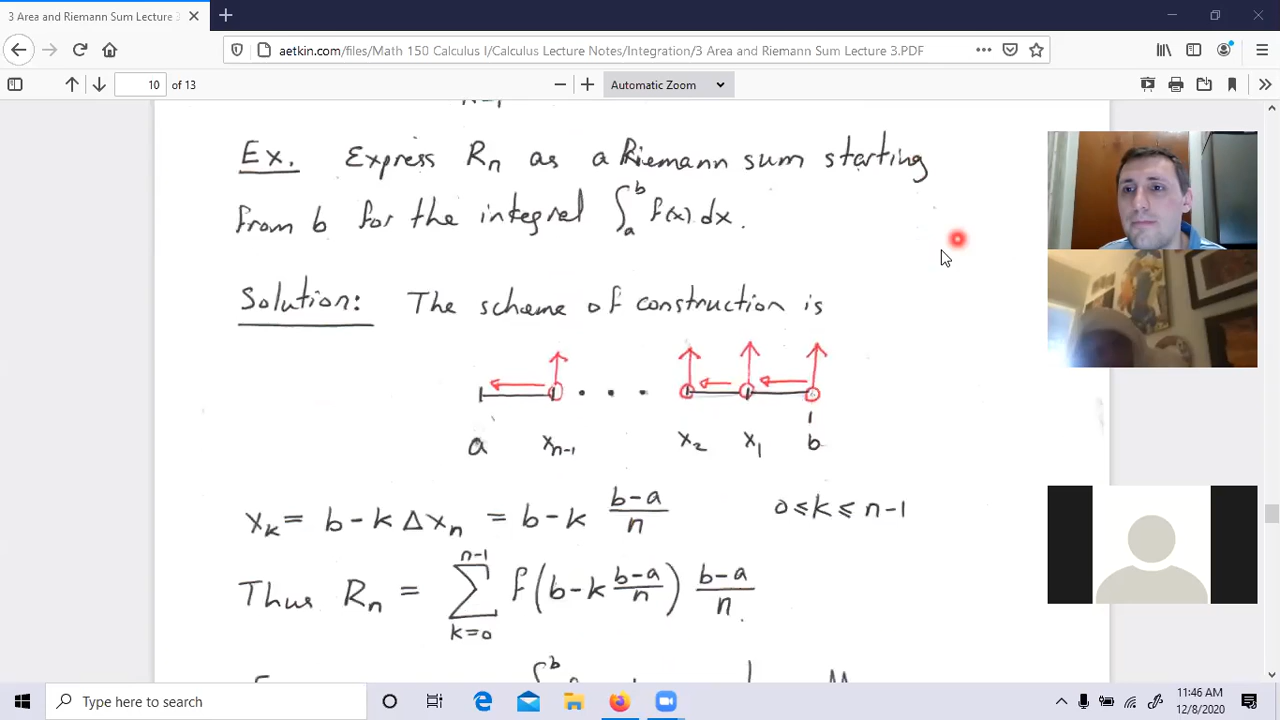 3 Area and Riemann Sum Lecture 3
aetkin.com/files/Math 150 Calculus I/Calculus Lecture Notes/Integration/3 Area and Riemann Sum Lecture 3.PDF
10 of 13
Automatic Zoom
Ex. Express Rₙ as a Riemann sum starting
from b for the integral ∫ₐᵇ f(x) dx.
Solution: The scheme of construction is
a xₙ₋₁ x₂ x₁ b
xₖ = b-k Δxₙ = b-k (b-a)/n 0≤k≤n-1
Thus Rₙ = ∑ₖ₌₀ⁿ⁻¹ f(b-k (b-a)/n) (b-a)/n.
Type here to search
11:46 AM
12/8/2020